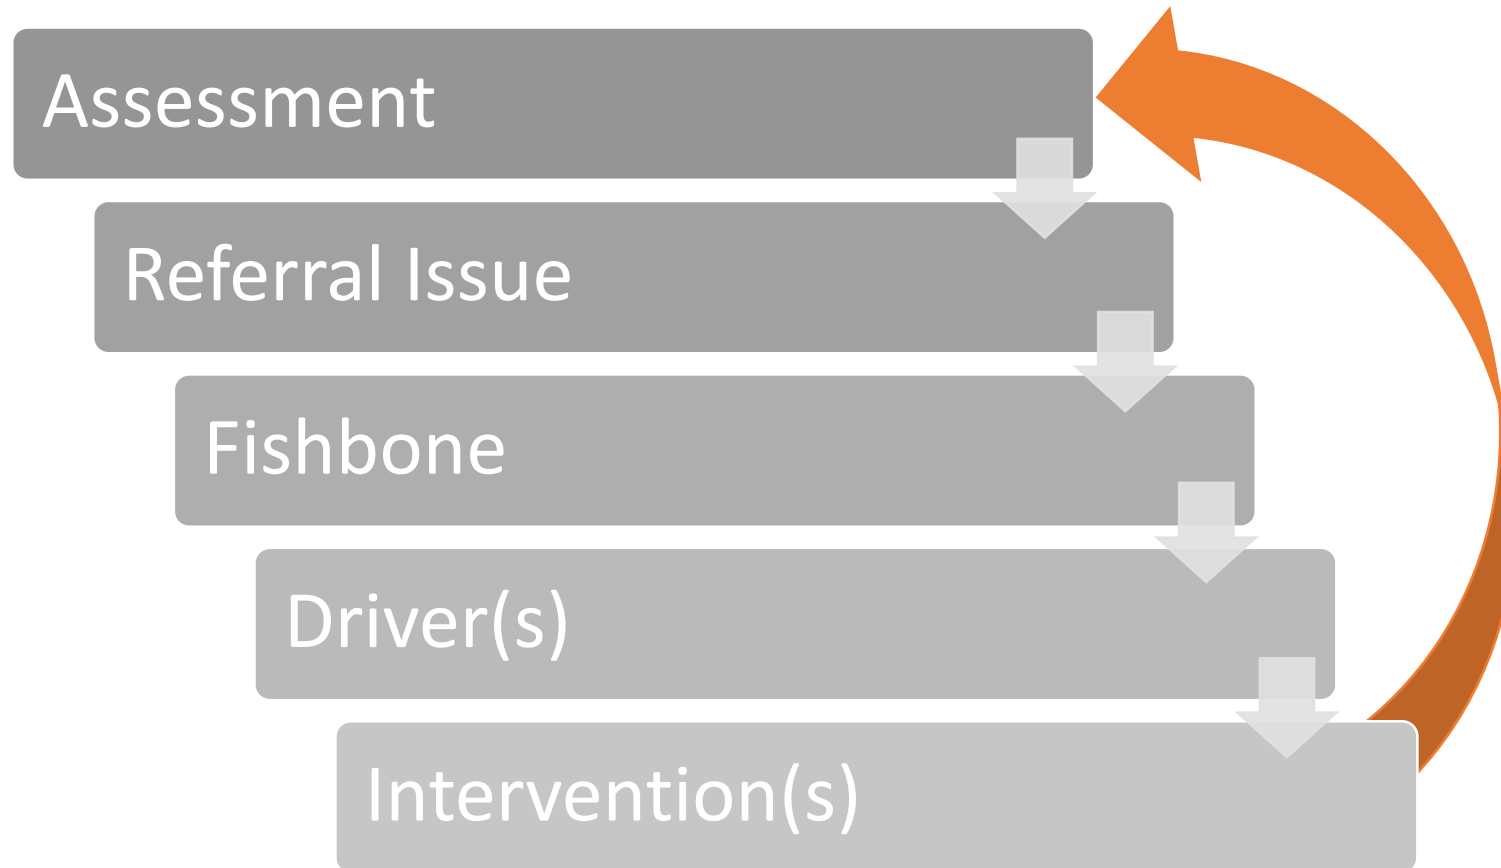 Assessment
Referral Issue
Fishbone
Driver(s)
Intervention(s)